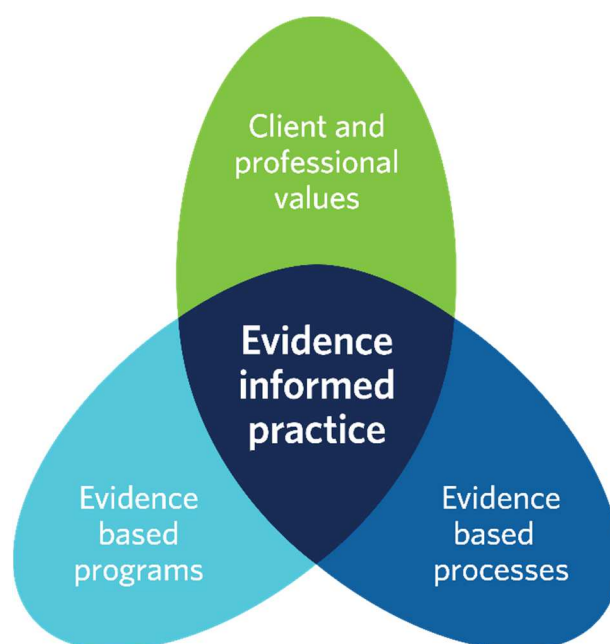 Client and
professional
values
Evidence
informed
practice
Evidence
based
programs
Evidence
based
processes